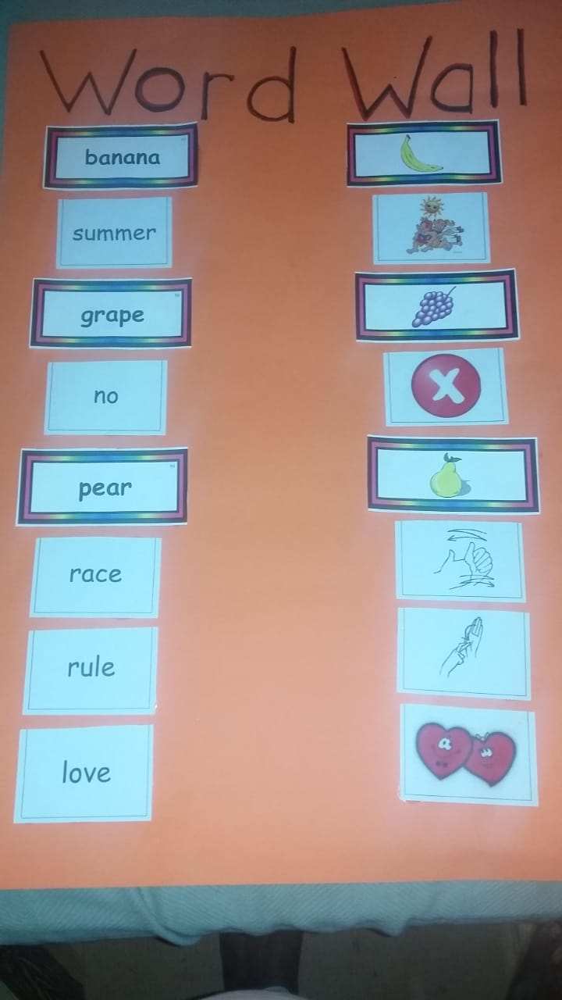 Word Wall
banana
summer
grape
no
pear
race
rule
love